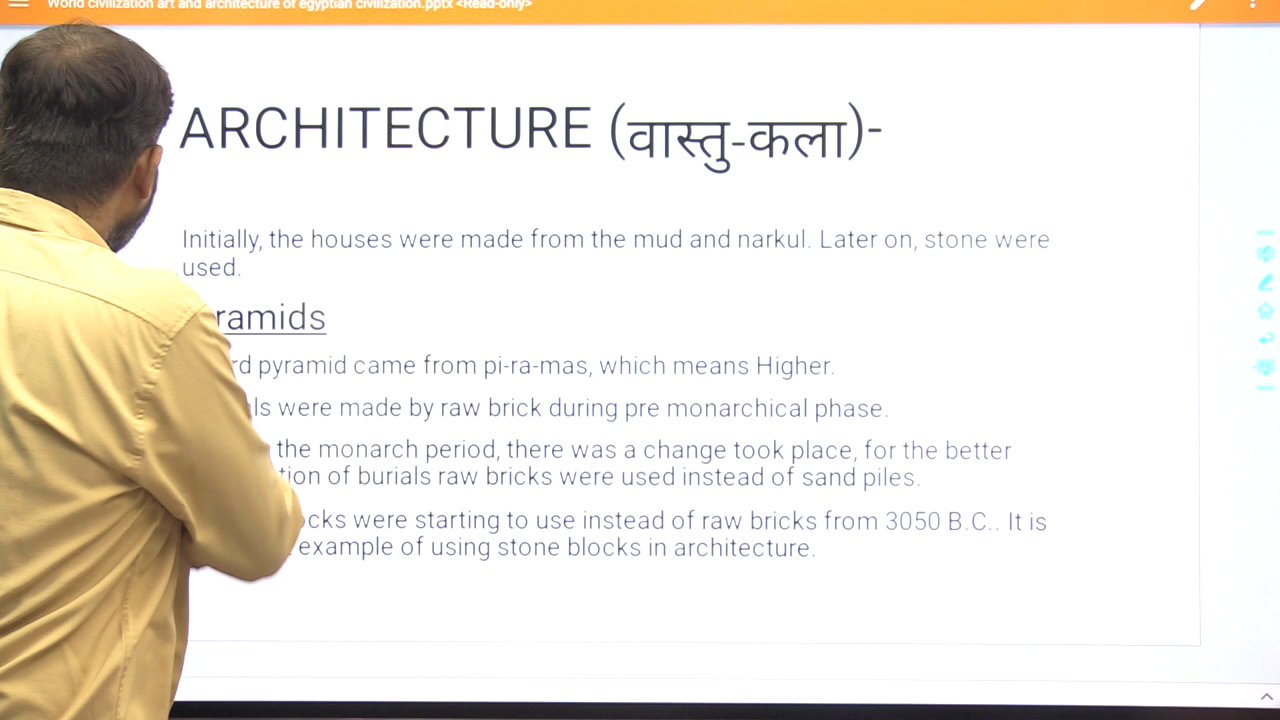 World civilization art and architecture of egyptian civilization.pptx <Read-only>
ARCHITECTURE (वास्तु-कला)-
Initially, the houses were made from the mud and narkul. Later on, stone were
used.
ramids
rd pyramid came from pi-ra-mas, which means Higher.
ls were made by raw brick during pre monarchical phase.
the monarch period, there was a change took place, for the better
tion of burials raw bricks were used instead of sand piles.
ocks were starting to use instead of raw bricks from 3050 B.C.. It is
example of using stone blocks in architecture.